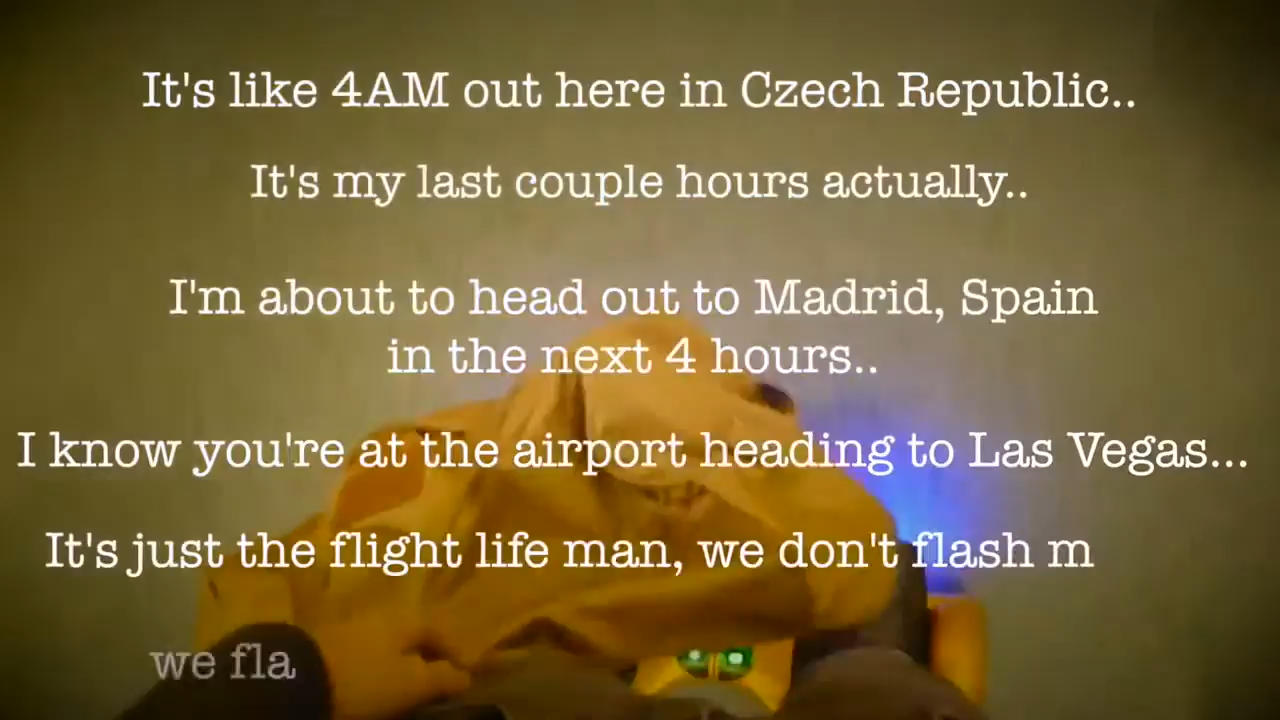 It's like 4AM out here in Czech Republic..
It's my last couple hours actually..
I'm about to head out to Madrid, Spain
in the next 4 hours..
I know you're at the airport heading to Las Vegas...
It's just the flight life man, we don't flash m
we fla